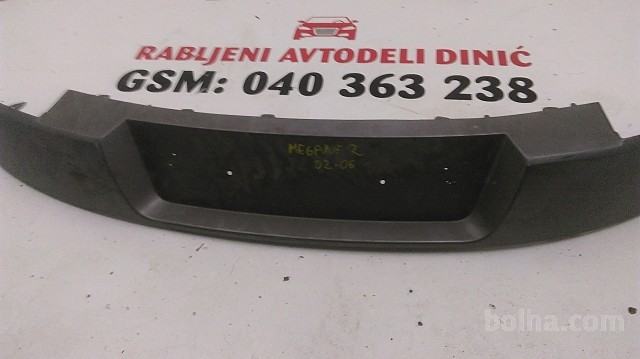 RABLJENI AVTODELI DINIĆ
GSM: 040 363 238
MEGANE 2
02-06
bolha.com